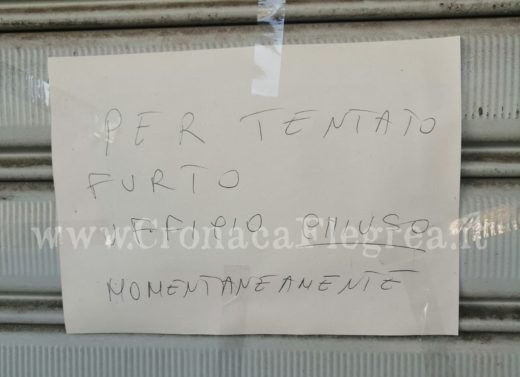 PER TENTATO
FURTO
UFFICIO CHIUSO
www.CronacaFlegrea.it
MOMENTANEAMENTE